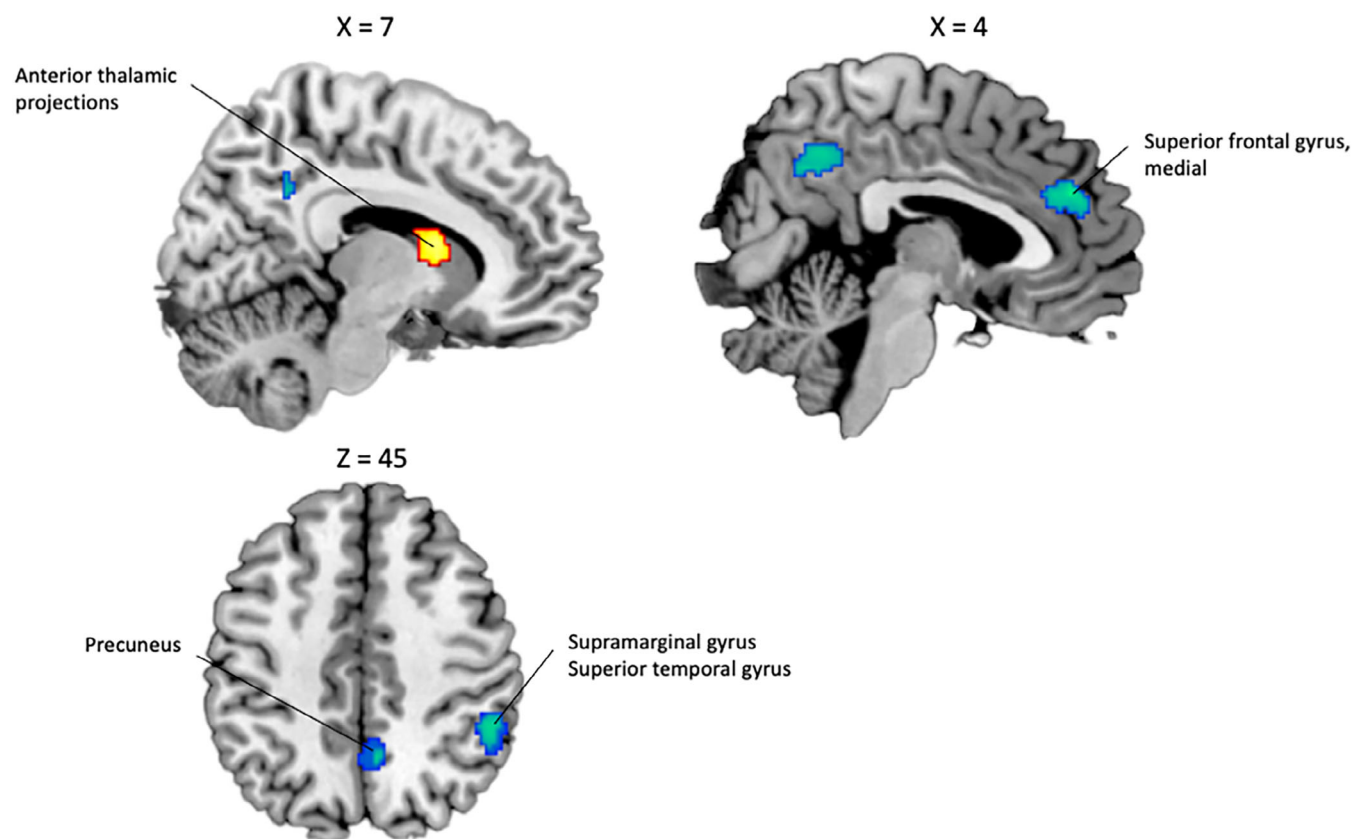 X = 7
X = 4
Anterior thalamic
projections
Superior frontal gyrus,
medial
Z = 45
Precuneus
Supramarginal gyrus
Superior temporal gyrus